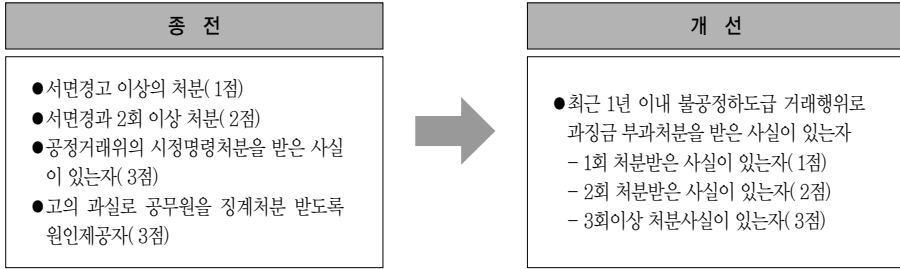 종 전
●서면경고 이상의 처분( 1점)
●서면경과 2회 이상 처분( 2점)
●공정거래위의 시정명령처분을 받은 사실
이 있는자( 3점)
●고의 과실로 공무원을 징계처분 받도록
원인제공자( 3점)
개 선
●최근 1년 이내 불공정하도급 거래행위로
과징금 부과처분을 받은 사실이 있는자
- 1회 처분받은 사실이 있는자( 1점)
- 2회 처분받은 사실이 있는자( 2점)
- 3회이상 처분사실이 있는자( 3점)